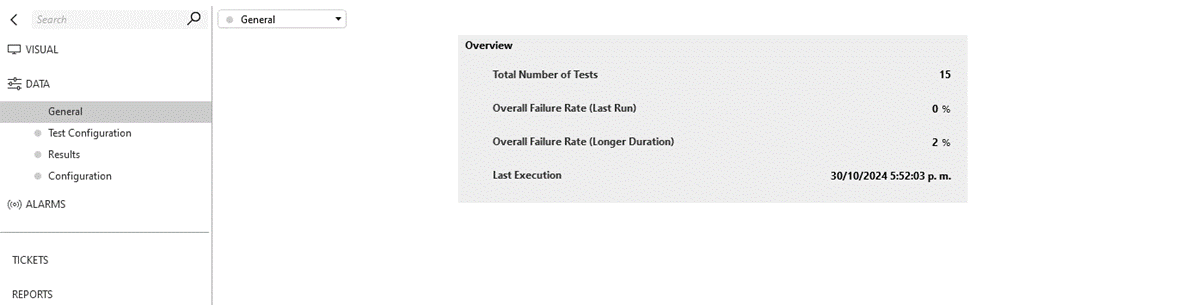 Search
General
VISUAL
DATA
General
Test Configuration
Results
Configuration
ALARMS
TICKETS
REPORTS
Overview
Total Number of Tests 15
Overall Failure Rate (Last Run) 0 %
Overall Failure Rate (Longer Duration) 2 %
Last Execution 30/10/2024 5:52:03 p. m.